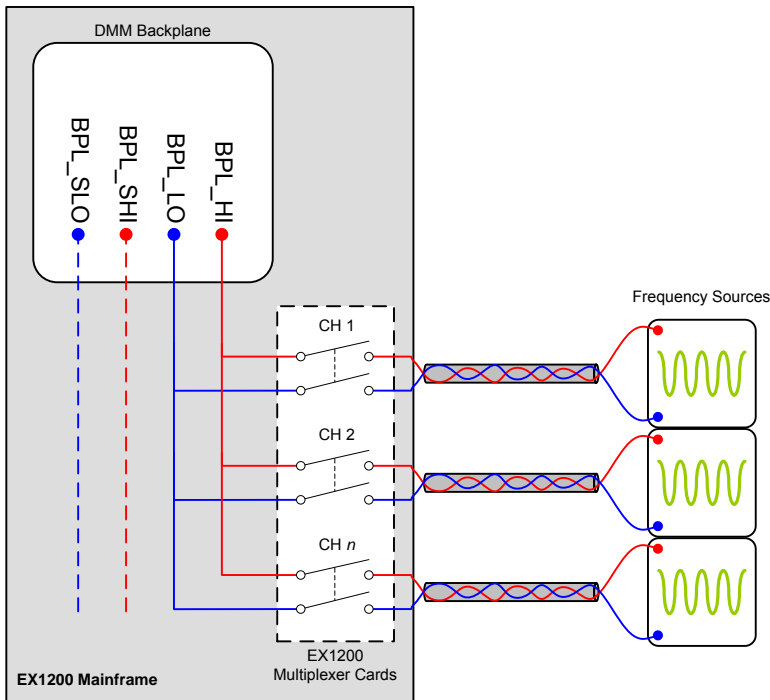 DMM Backplane
BPL_SLO
BPL_SHI
BPL_LO
BPL_HI
Frequency Sources
CH 1
CH 2
CH n
EX1200
Multiplexer Cards
EX1200 Mainframe